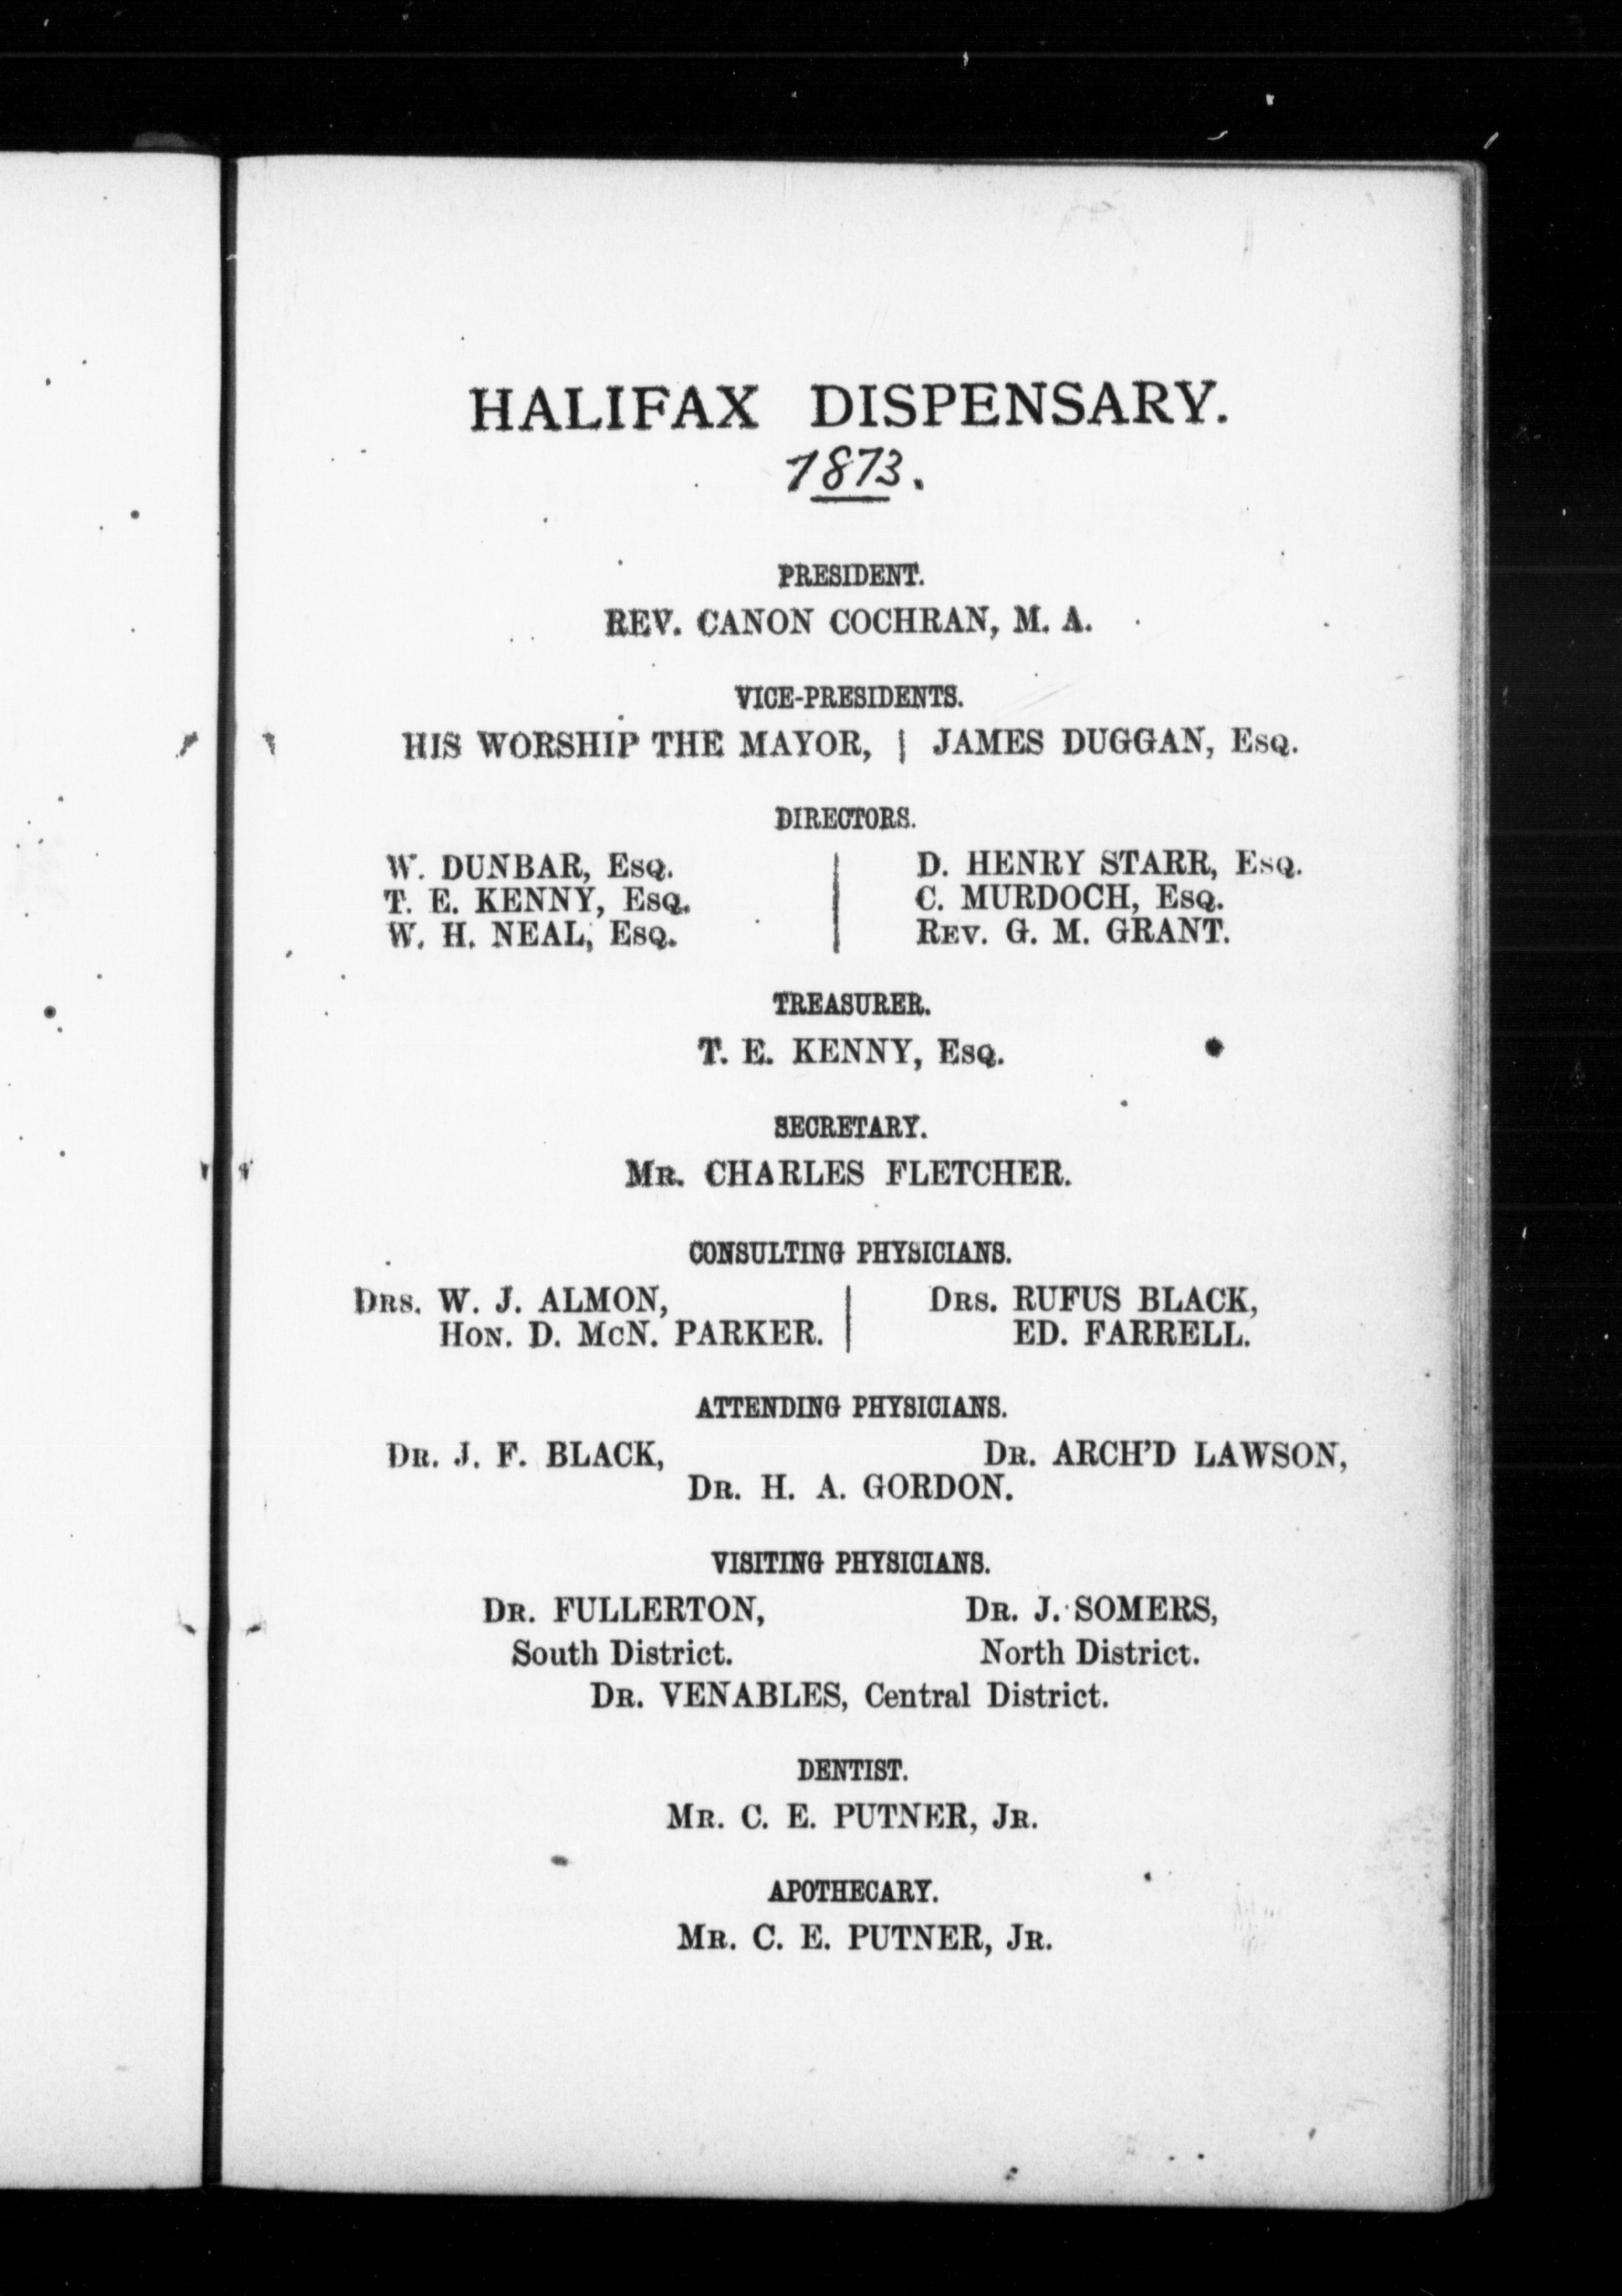 HALIFAX DISPENSARY.
1873.
PRESIDENT.
REV. CANON COCHRAN, M. A.
VICE-PRESIDENTS.
HIS WORSHIP THE MAYOR, | JAMES DUGGAN, ESQ.
DIRECTORS.
W. DUNBAR, ESQ.
T. E. KENNY, ESQ.
W. H. NEAL, ESQ.
D. HENRY STARR, ESQ.
C. MURDOCH, ESQ.
REV. G. M. GRANT.
TREASURER.
T. E. KENNY, ESQ.
SECRETARY.
MR. CHARLES FLETCHER.
CONSULTING PHYSICIANS.
DRS. W. J. ALMON,
HON. D. MCN. PARKER.
DRS. RUFUS BLACK,
ED. FARRELL.
ATTENDING PHYSICIANS.
DR. J. F. BLACK, DR. ARCH'D LAWSON,
DR. H. A. GORDON.
VISITING PHYSICIANS.
DR. FULLERTON,
South District.
DR. J. SOMERS,
North District.
DR. VENABLES, Central District.
DENTIST.
MR. C. E. PUTNER, JR.
APOTHECARY.
MR. C. E. PUTNER, JR.